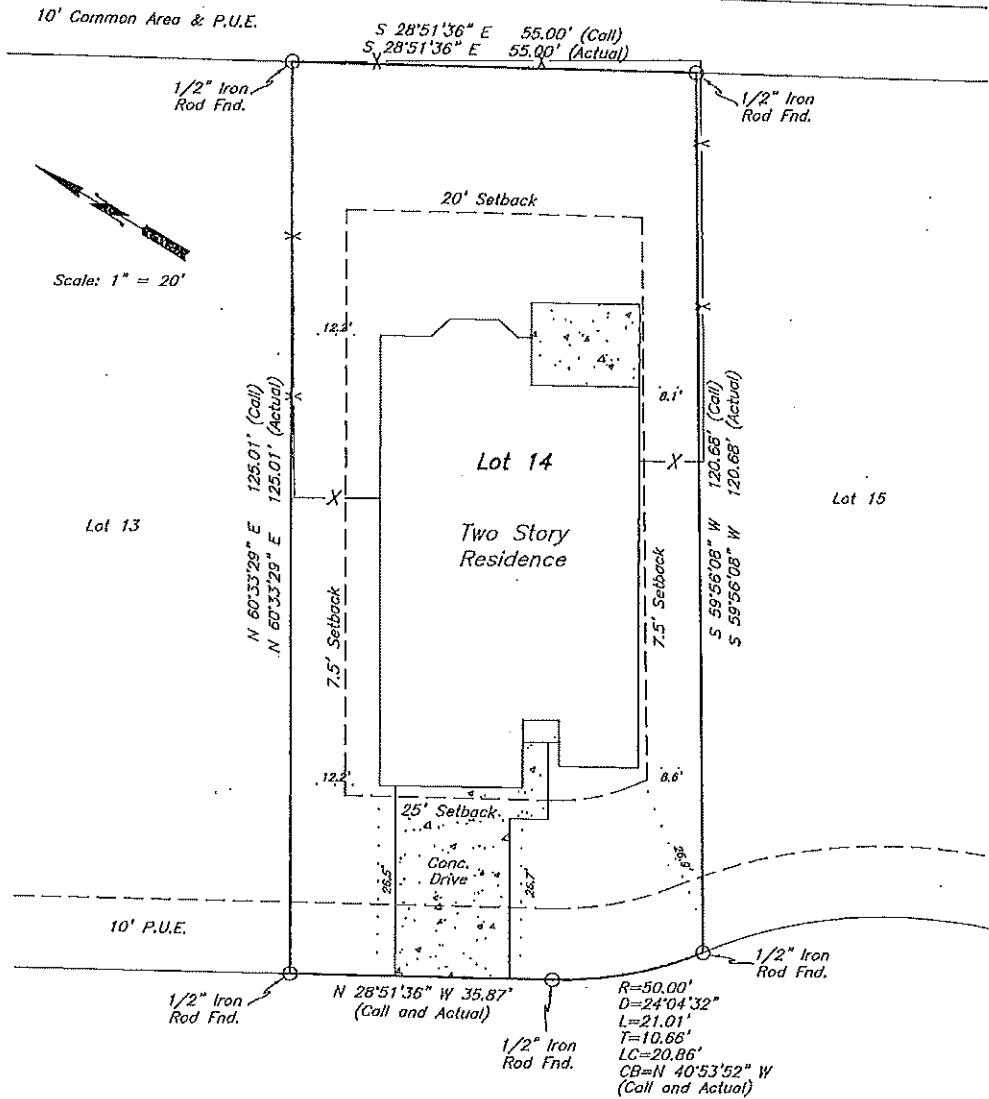 10' Common Area & P.U.E.
S 28°51'36" E 55.00' (Call)
S 28°51'36" E 55.00' (Actual)
1/2" Iron
Rod Fnd.
1/2" Iron
Rod Fnd.
20' Setback
Scale: 1" = 20'
12.2'
8.1'
N 60°33'29" E 125.01' (Call)
N 60°33'29" E 125.01' (Actual)
Lot 14
S 59°56'08" W 120.68' (Call)
S 59°56'08" W 120.68' (Actual)
X
X
Lot 13
Lot 15
Two Story
Residence
7.5' Setback
7.5' Setback
12.2'
8.6'
25' Setback
Conc.
Drive
26.5'
26.7'
10' P.U.E.
1/2" Iron
Rod Fnd.
N 28°51'36" W 35.87'
(Call and Actual)
1/2" Iron
Rod Fnd.
R=50.00'
D=24°04'32"
L=21.01'
T=10.66'
LC=20.86'
CB=N 40°53'52" W
(Call and Actual)
1/2" Iron
Rod Fnd.